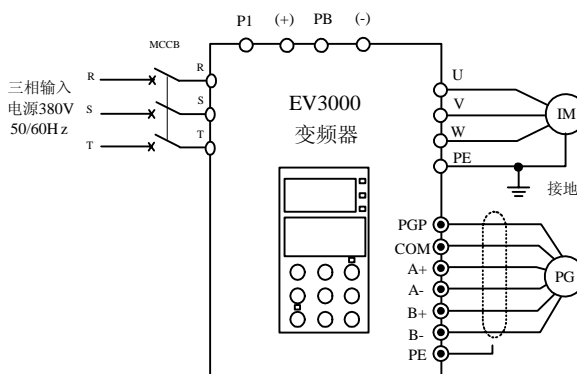 P1 (+) PB (-)
MCCB
R R
三相输入
电源380V
50/60Hz
S S
T T
EV3000
变频器
U
V
W
PE
IM
接地
PGP
COM
A+
A-
B+
B-
PE
PG